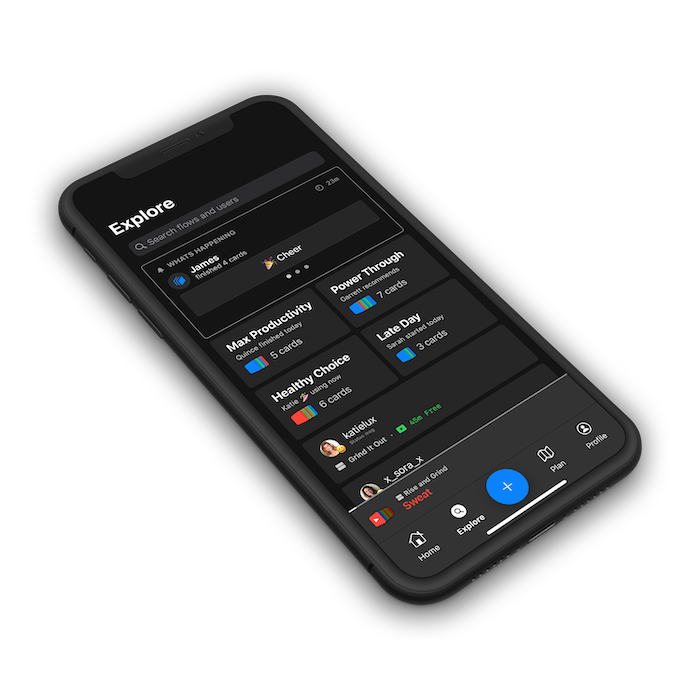 Explore
Search flows and users
WHATS HAPPENING
23m
James
finished 4 cards
Cheer
Max Productivity
Quince finished today
5 cards
Power Through
Garrett recommends
7 cards
Healthy Choice
Katie 🎉 using now
6 cards
Late Day
Sarah started today
3 cards
katielux
Status msg
Grind It Out · 45m Free
x_sora_x
Rise and Grind
Sweat
Home
Explore
Plan
Profile